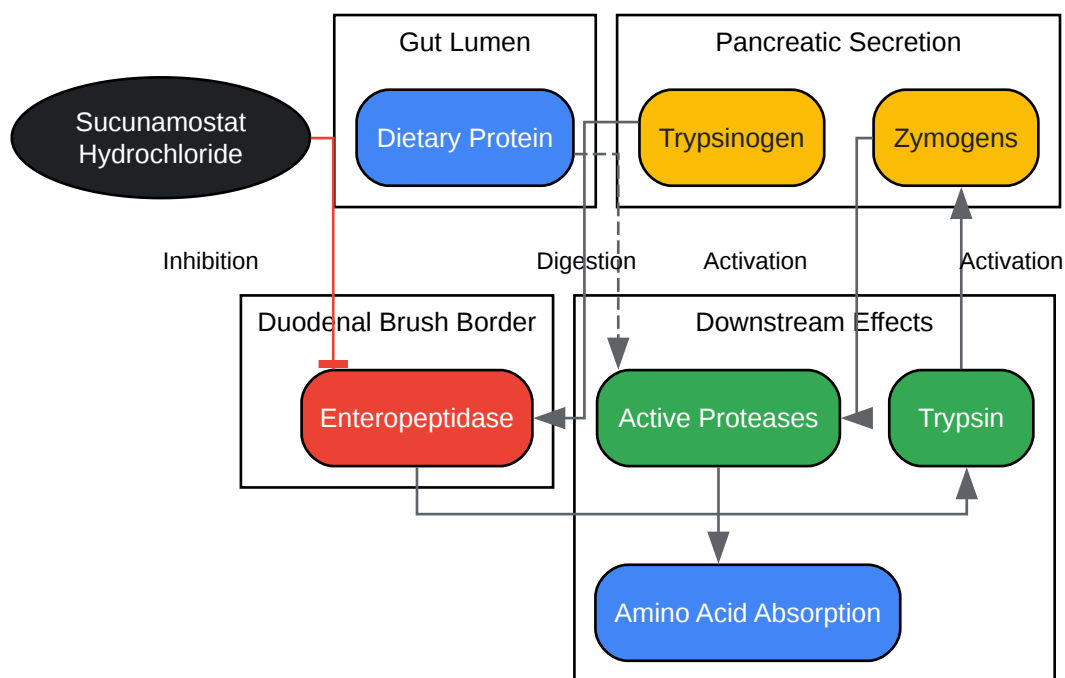 Gut Lumen
Pancreatic Secretion
Sucunamostat
Hydrochloride
Dietary Protein
Trypsinogen
Zymogens
Inhibition
Digestion
Activation
Activation
Duodenal Brush Border
Downstream Effects
Enteropeptidase
Active Proteases
Trypsin
Amino Acid Absorption